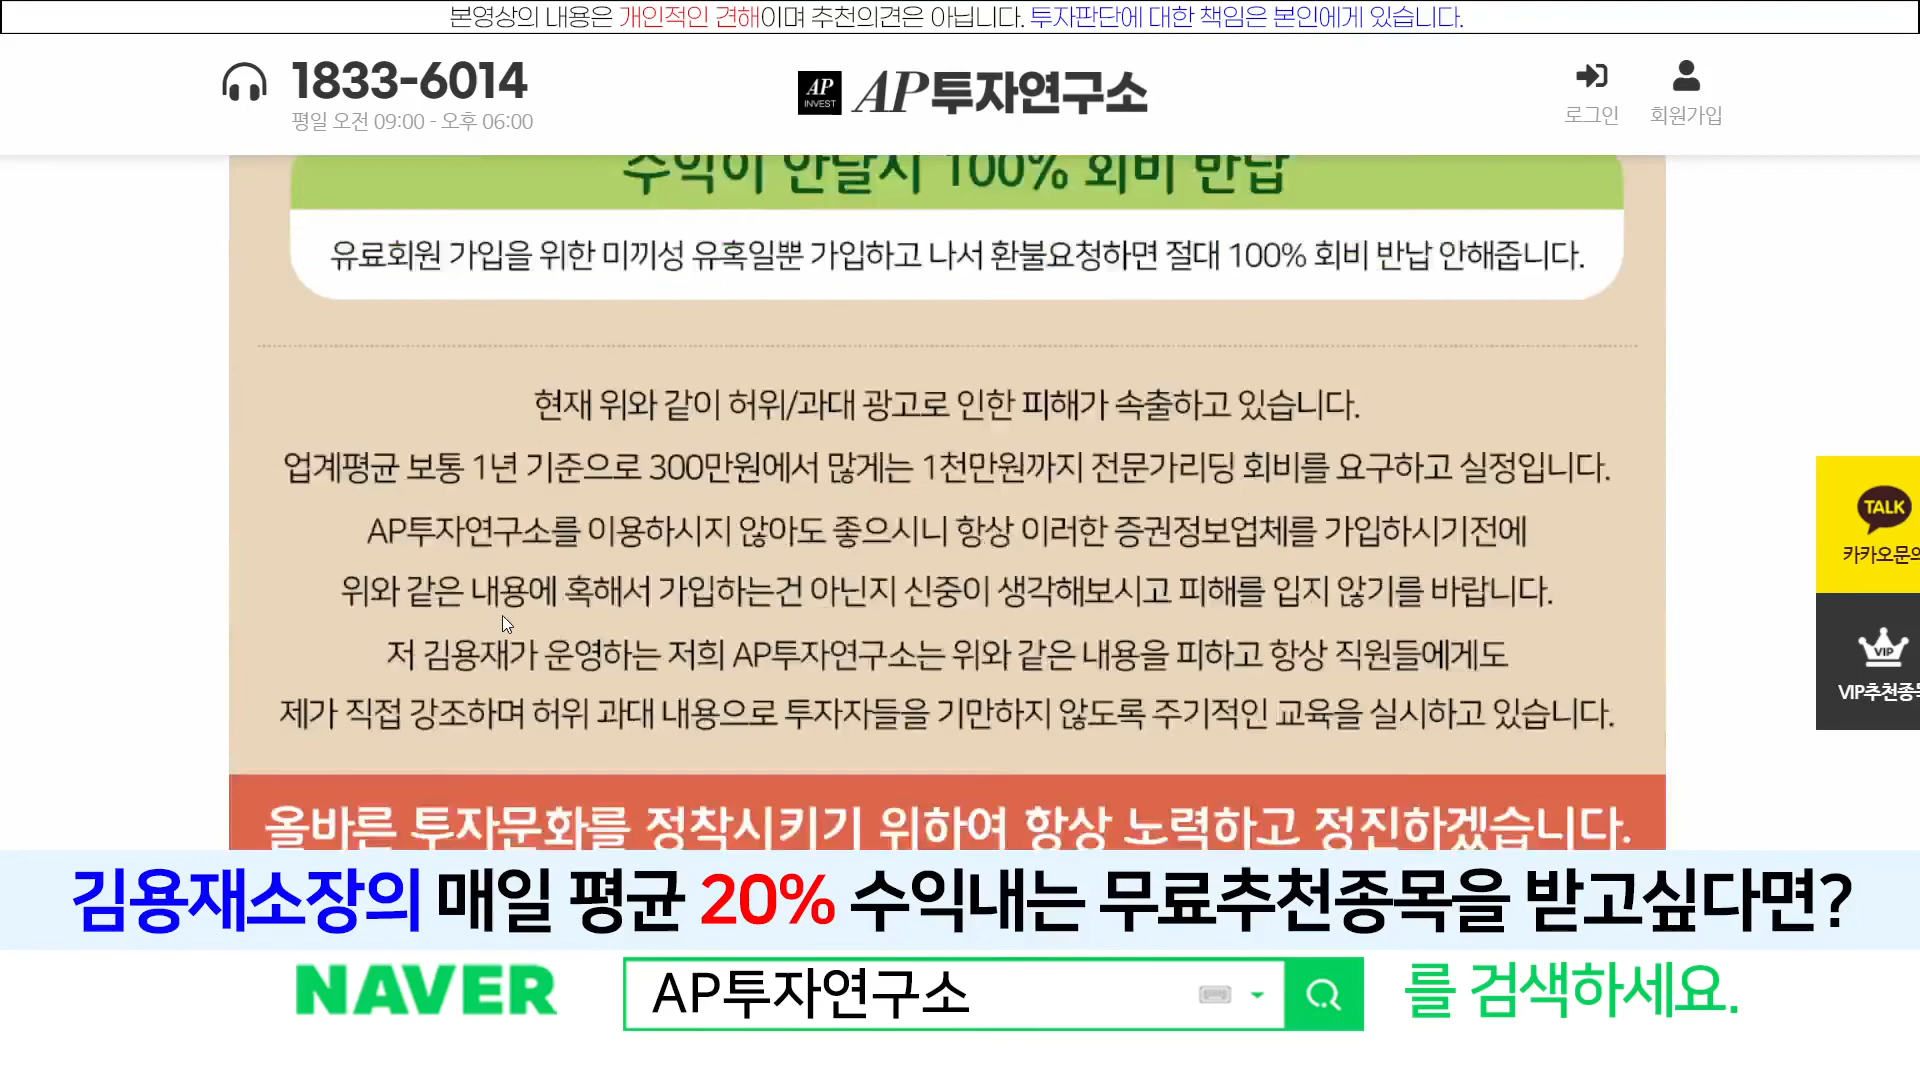 본영상의 내용은 개인적인 견해이며 추천의견은 아닙니다. 투자판단에 대한 책임은 본인에게 있습니다.
1833-6014
평일 오전 09:00 - 오후 06:00
AP
INVEST
AP투자연구소
로그인
회원가입
수익이 안날시 100% 회비 반납
유료회원 가입을 위한 미끼성 유혹일뿐 가입하고 나서 환불요청하면 절대 100% 회비 반납 안해줍니다.
현재 위와 같이 허위/과대 광고로 인한 피해가 속출하고 있습니다.
업계평균 보통 1년 기준으로 300만원에서 많게는 1천만원까지 전문가리딩 회비를 요구하고 실정입니다.
AP투자연구소를 이용하시지 않아도 좋으시니 항상 이러한 증권정보업체를 가입하시기전에
위와 같은 내용에 혹해서 가입하는건 아닌지 신중이 생각해보시고 피해를 입지 않기를 바랍니다.
저 김용재가 운영하는 저희 AP투자연구소는 위와 같은 내용을 피하고 항상 직원들에게도
제가 직접 강조하며 허위 과대 내용으로 투자자들을 기만하지 않도록 주기적인 교육을 실시하고 있습니다.
올바른 투자문화를 정착시키기 위하여 항상 노력하고 정진하겠습니다.
TALK
카카오문의
VIP
VIP추천종목
김용재소장의 매일 평균 20% 수익내는 무료추천종목을 받고싶다면?
NAVER AP투자연구소 를 검색하세요.